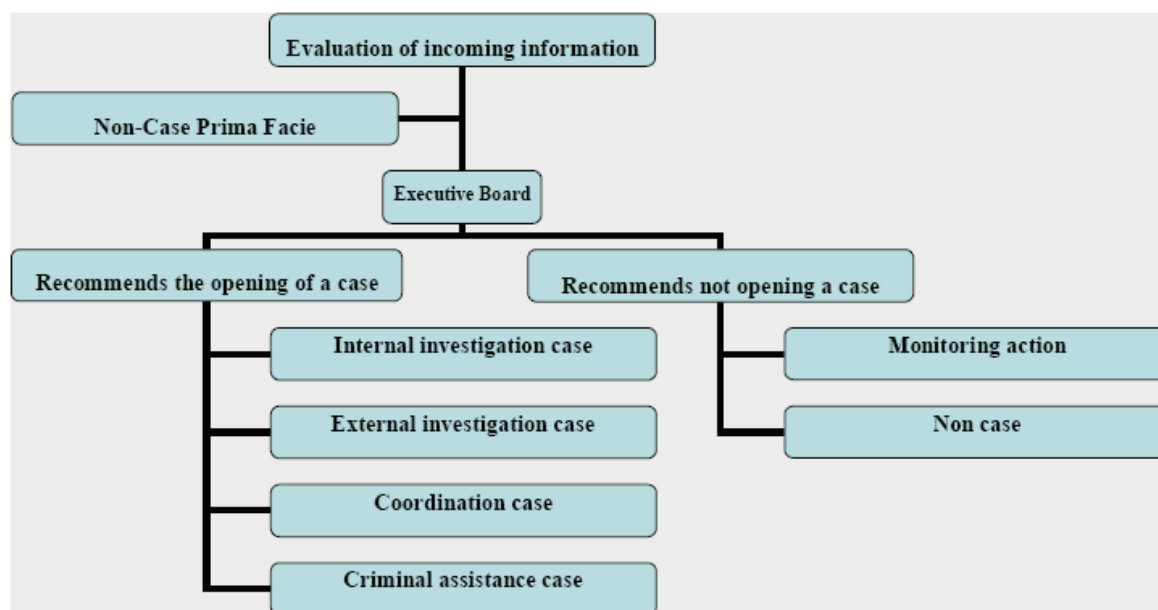 Evaluation of incoming information
Non-Case Prima Facie
Executive Board
Recommends the opening of a case
Recommends not opening a case
Internal investigation case
Monitoring action
External investigation case
Non case
Coordination case
Criminal assistance case